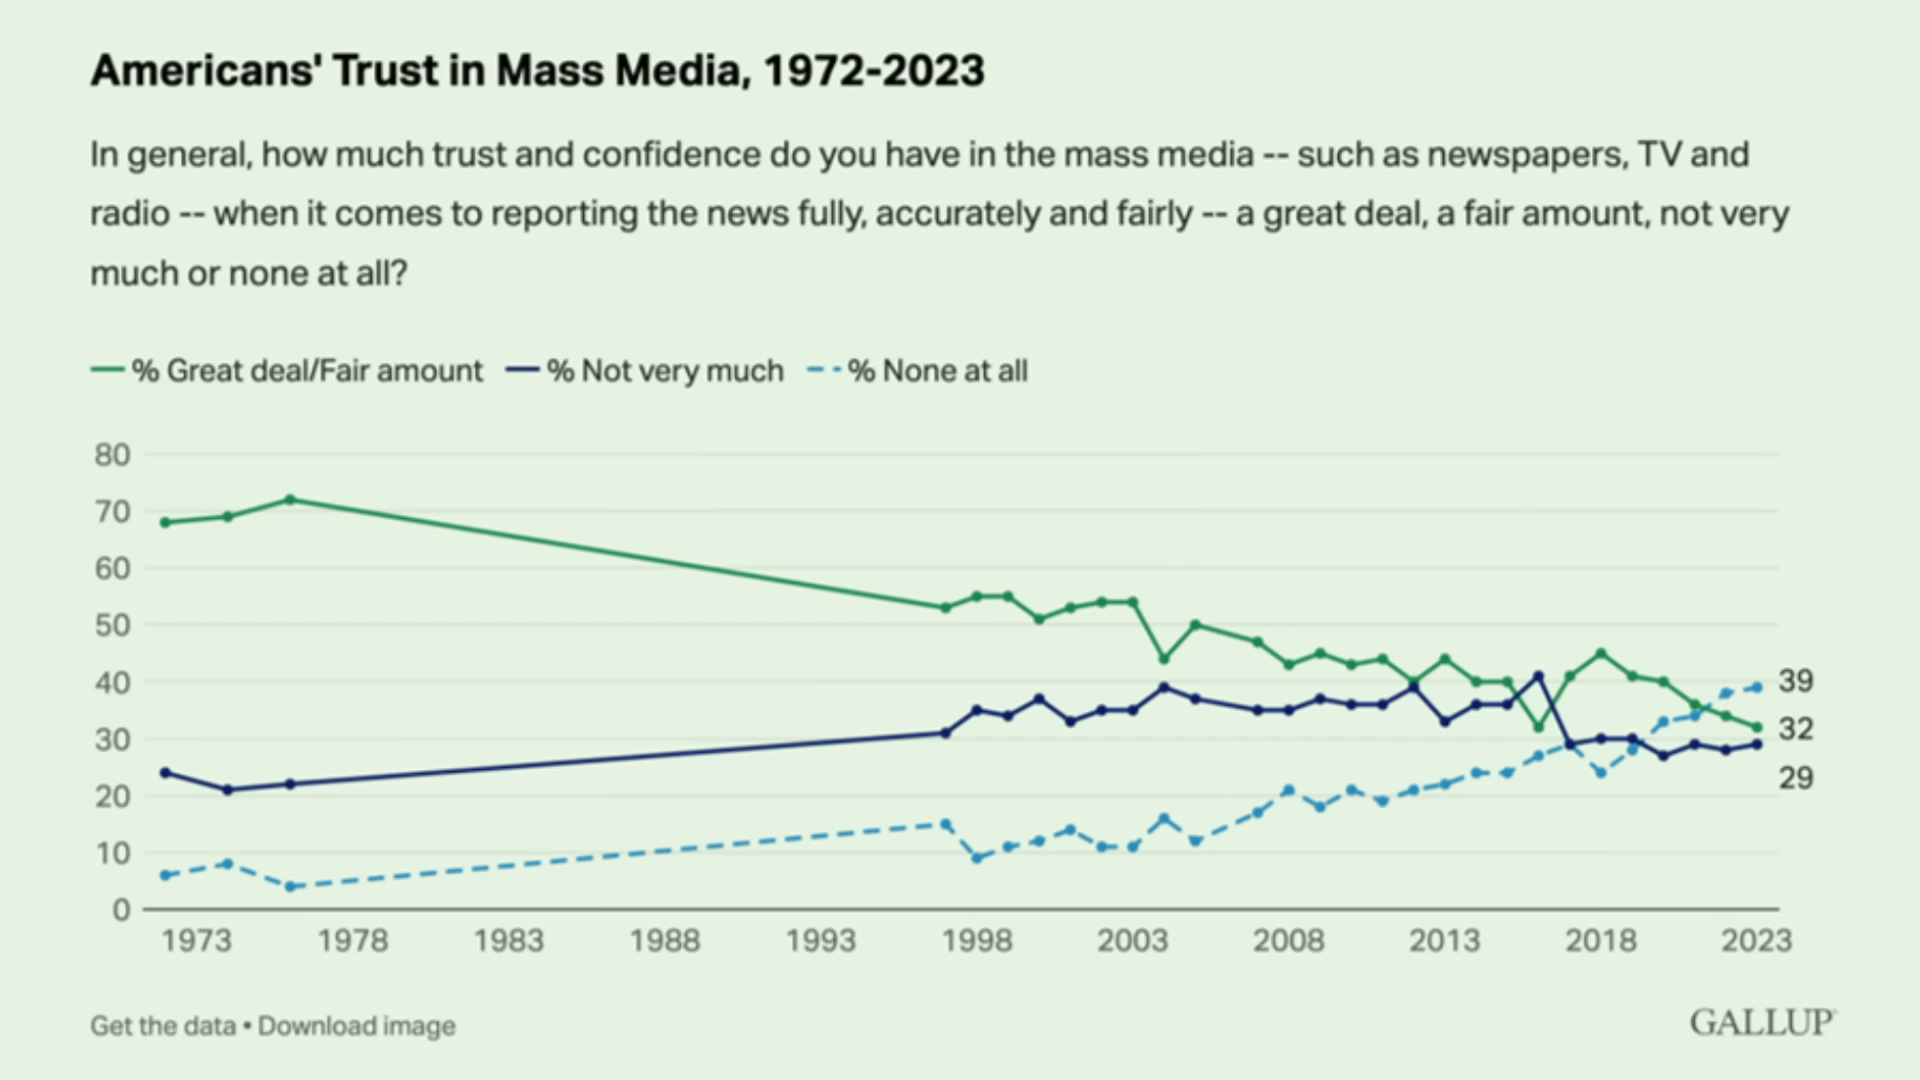 Americans' Trust in Mass Media, 1972-2023
In general, how much trust and confidence do you have in the mass media -- such as newspapers, TV and
radio -- when it comes to reporting the news fully, accurately and fairly -- a great deal, a fair amount, not very
much or none at all?
% Great deal/Fair amount % Not very much % None at all
80
70
60
50
40
30
20
10
0
39
32
29
1973 1978 1983 1988 1993 1998 2003 2008 2013 2018 2023
Get the data • Download image
GALLUP